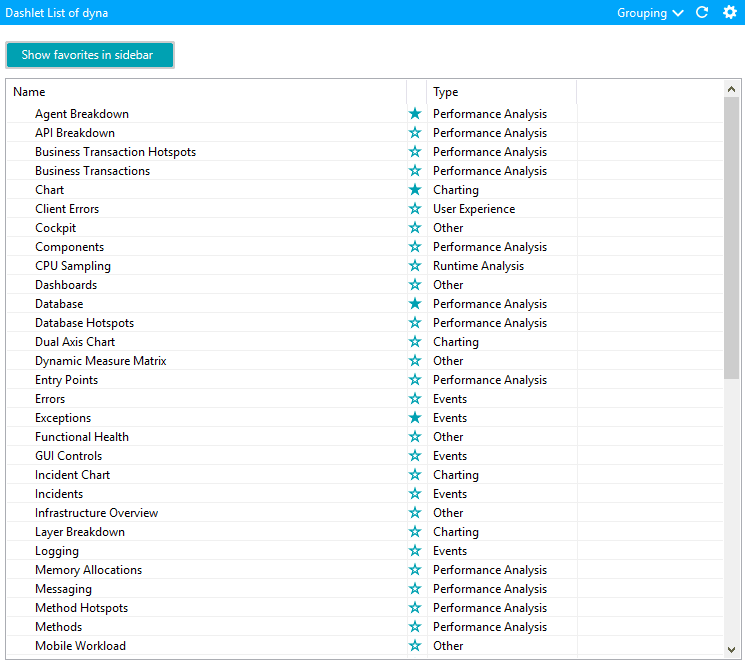 Dashlet List of dyna Grouping
Show favorites in sidebar
Name Type
Agent Breakdown Performance Analysis
API Breakdown Performance Analysis
Business Transaction Hotspots Performance Analysis
Business Transactions Performance Analysis
Chart Charting
Client Errors User Experience
Cockpit Other
Components Performance Analysis
CPU Sampling Runtime Analysis
Dashboards Other
Database Performance Analysis
Database Hotspots Performance Analysis
Dual Axis Chart Charting
Dynamic Measure Matrix Other
Entry Points Performance Analysis
Errors Events
Exceptions Events
Functional Health Other
GUI Controls Events
Incident Chart Charting
Incidents Events
Infrastructure Overview Other
Layer Breakdown Charting
Logging Events
Memory Allocations Performance Analysis
Messaging Performance Analysis
Method Hotspots Performance Analysis
Methods Performance Analysis
Mobile Workload Other